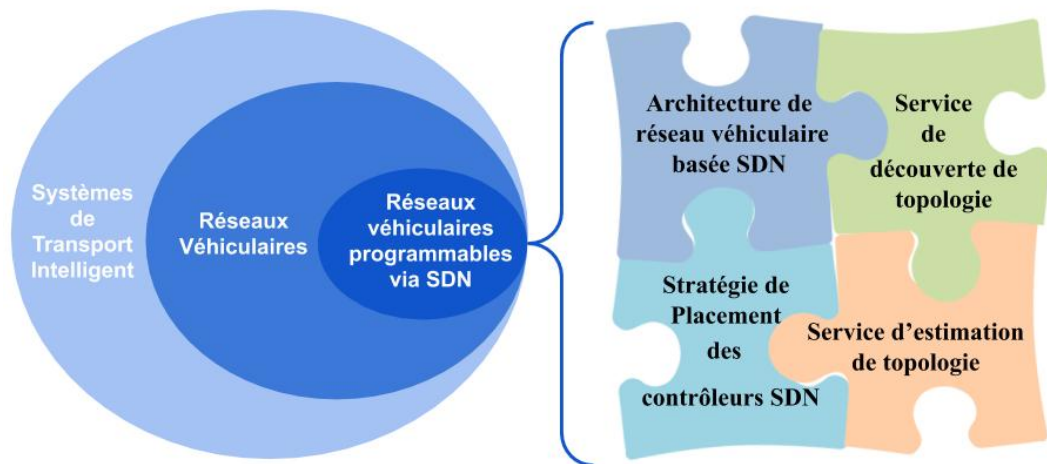 Systèmes
de
Transport
Intelligent
Réseaux
Véhiculaires
Réseaux
véhiculaires
programmables
via SDN
Architecture de
réseau véhiculaire
basée SDN
Service
de
découverte de
topologie
Stratégie de
Placement
des
contrôleurs SDN
Service d’estimation
de topologie